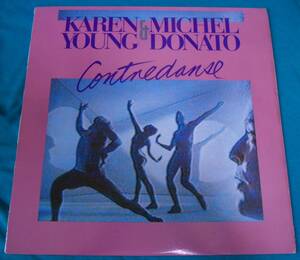 KAREN & MICHEL
YOUNG DONATO
Contredanse